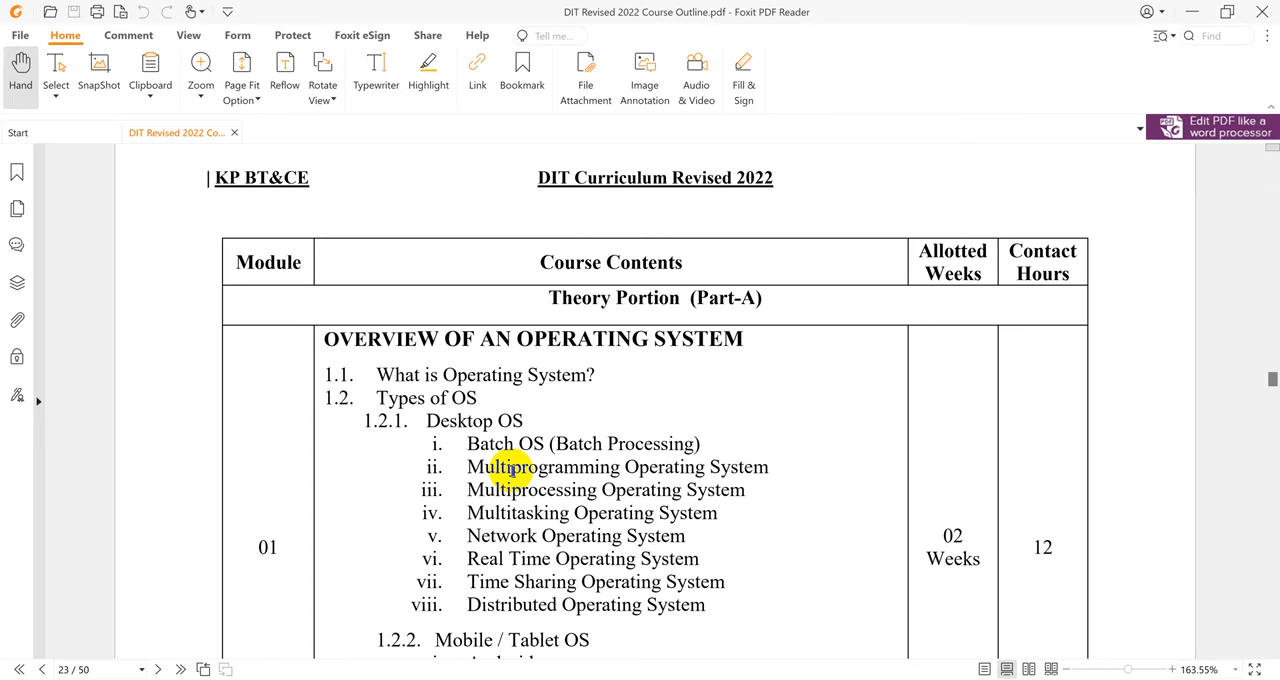 DIT Revised 2022 Course Outline.pdf - Foxit PDF Reader
File Home Comment View Form Protect Foxit eSign Share Help Tell me... Find
Hand Select SnapShot Clipboard Zoom Page Fit Option Reflow Rotate View Typewriter Highlight Link Bookmark File Attachment Image Annotation Audio & Video Fill & Sign
Start DIT Revised 2022 Co...
Edit PDF like a
word processor
| KP BT&CE DIT Curriculum Revised 2022
Module Course Contents Allotted Weeks Contact Hours
Theory Portion (Part-A)
OVERVIEW OF AN OPERATING SYSTEM
1.1. What is Operating System?
1.2. Types of OS
1.2.1. Desktop OS
i. Batch OS (Batch Processing)
ii. Multiprogramming Operating System
iii. Multiprocessing Operating System
iv. Multitasking Operating System
v. Network Operating System
vi. Real Time Operating System
vii. Time Sharing Operating System
viii. Distributed Operating System
01 02 Weeks 12
1.2.2. Mobile / Tablet OS
23 / 50 163.55%